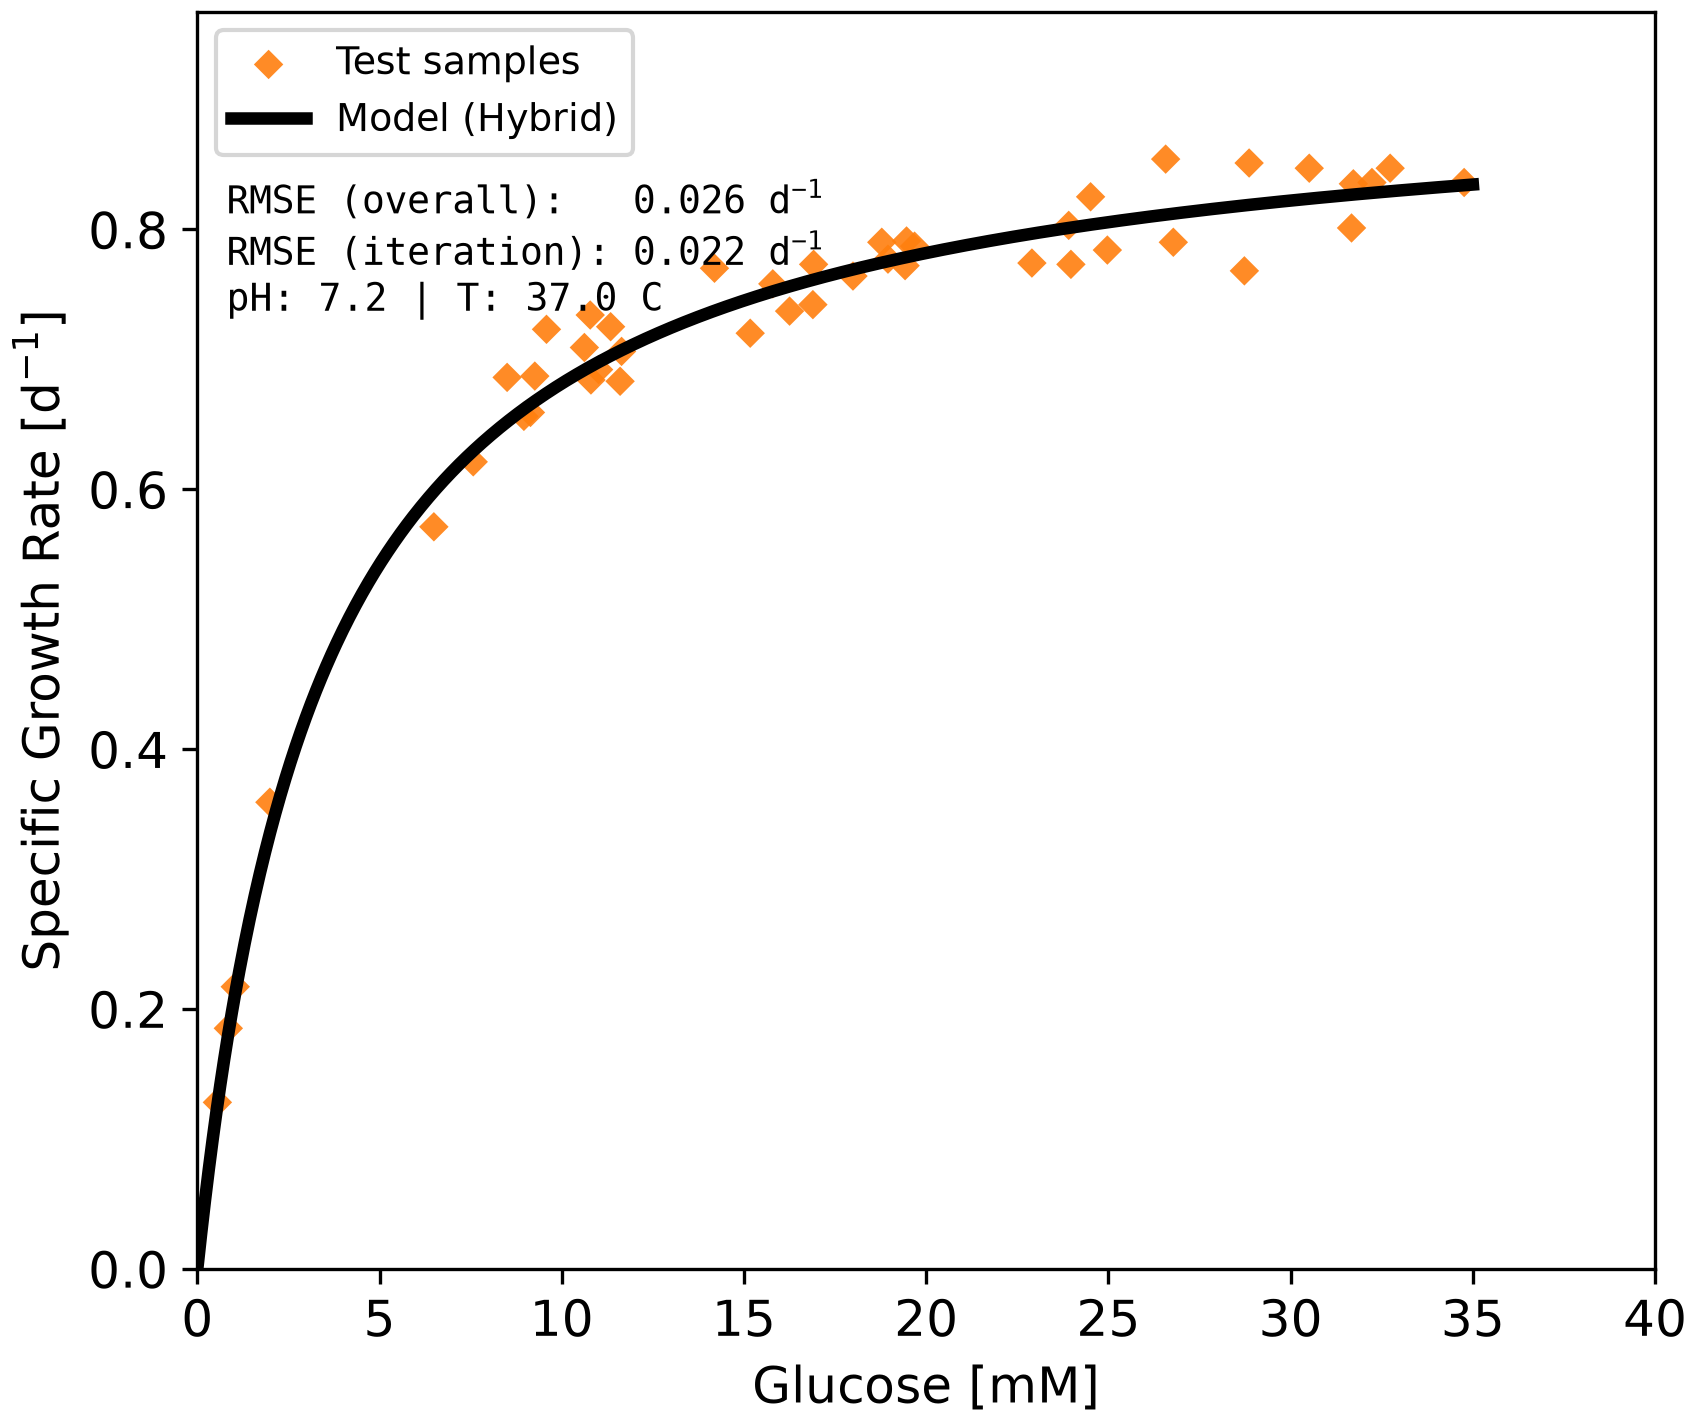 Test samples
Model (Hybrid)
RMSE (overall): 0.026 d⁻¹
RMSE (iteration): 0.022 d⁻¹
pH: 7.2 | T: 37.0 C
Specific Growth Rate [d⁻¹]
0.8
0.6
0.4
0.2
0.0
0 5 10 15 20 25 30 35 40
Glucose [mM]